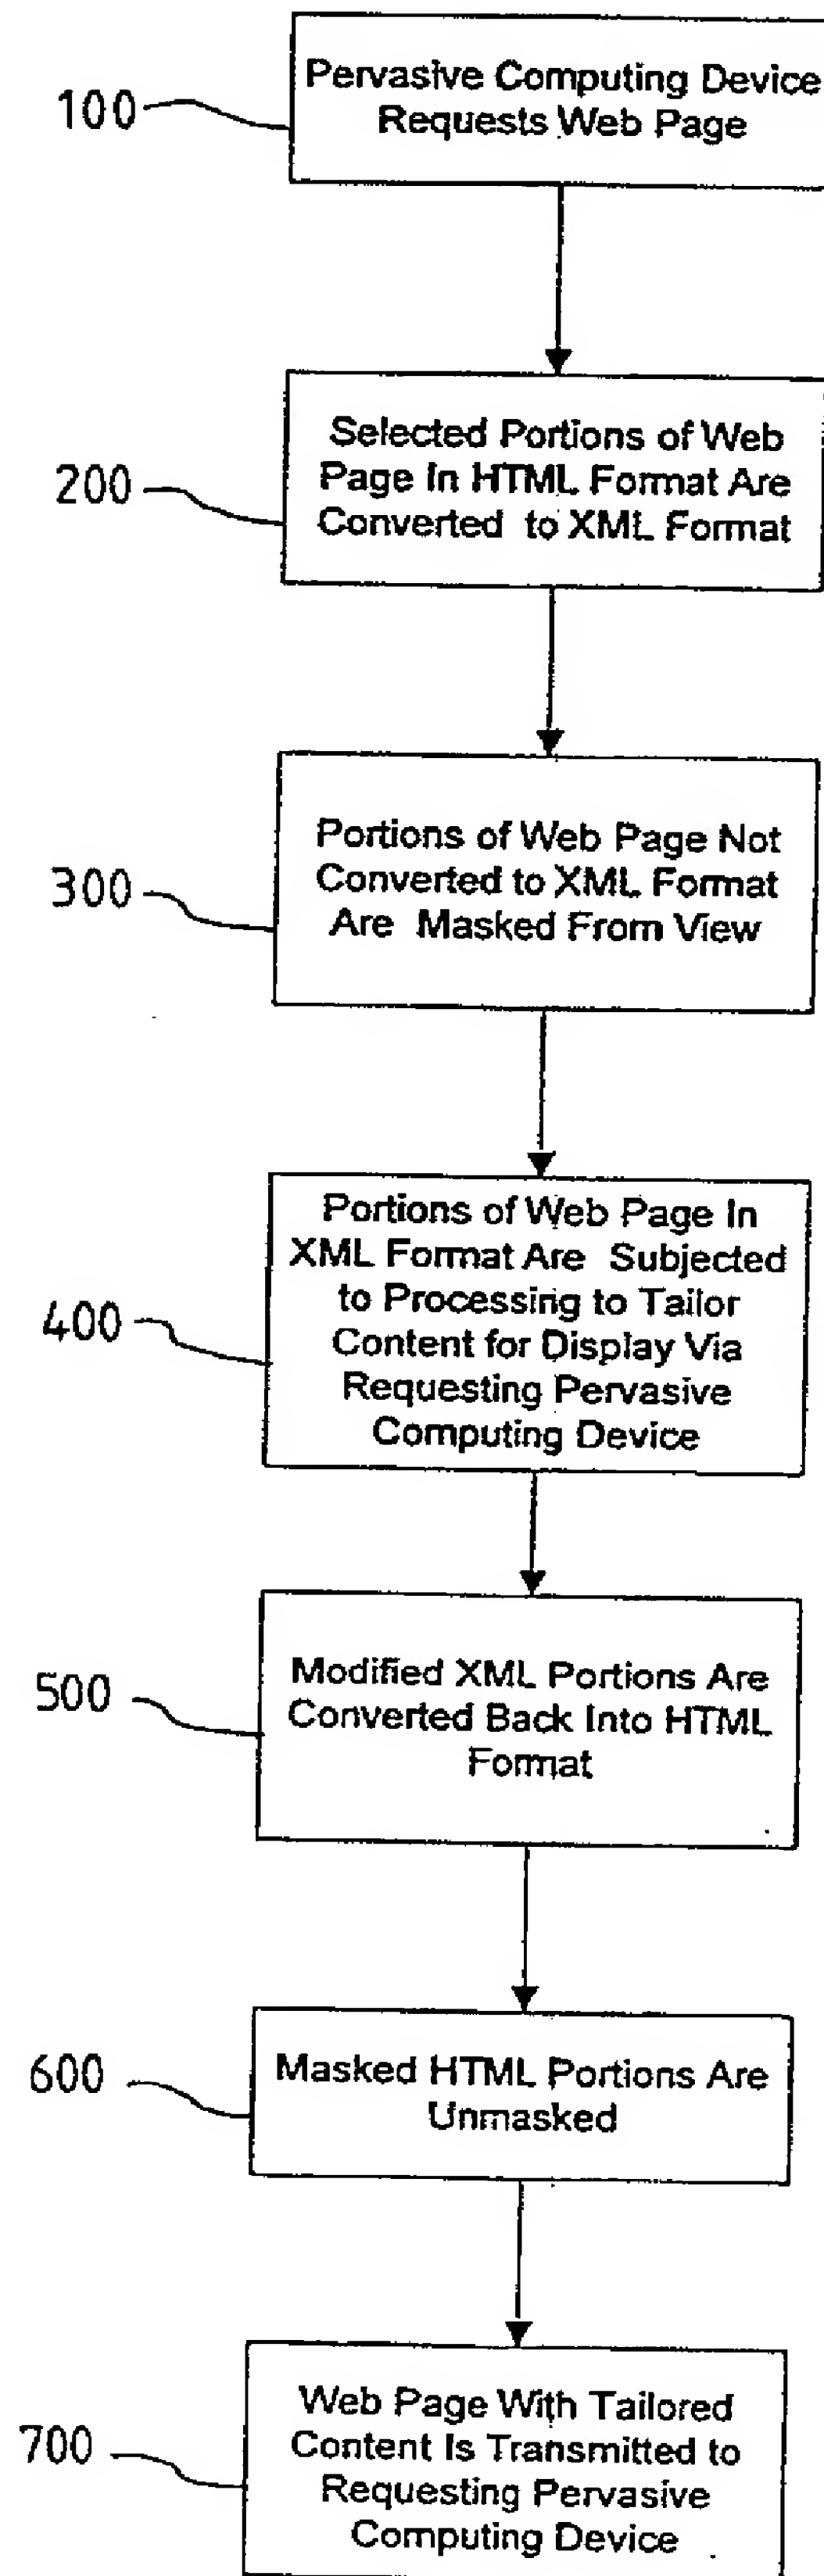 100
Pervasive Computing Device
Requests Web Page
200
Selected Portions of Web
Page In HTML Format Are
Converted to XML Format
300
Portions of Web Page Not
Converted to XML Format
Are Masked From View
400
Portions of Web Page In
XML Format Are Subjected
to Processing to Tailor
Content for Display Via
Requesting Pervasive
Computing Device
500
Modified XML Portions Are
Converted Back Into HTML
Format
600
Masked HTML Portions Are
Unmasked
700
Web Page With Tailored
Content Is Transmitted to
Requesting Pervasive
Computing Device